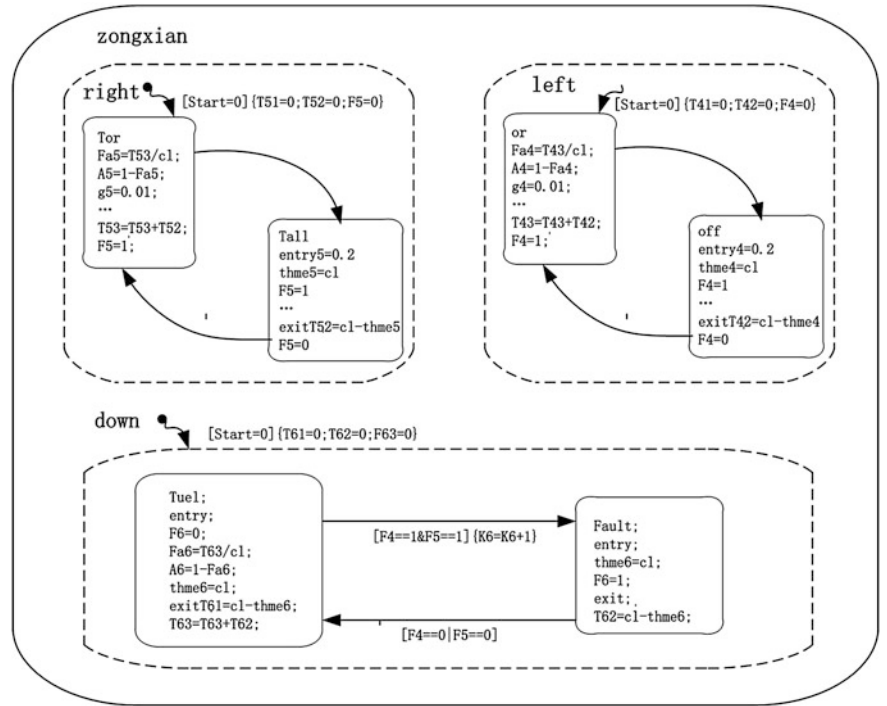 zongxian
right
[Start=0]{T51=0;T52=0;F5=0}
Tor
Fa5=T53/cl;
A5=1-Fa5;
g5=0.01;
…
T53=T53+T52;
F5=1;
Tall
entry5=0.2
thme5=cl
F5=1
…
exitT52=cl-thme5
F5=0
left
[Start=0]{T41=0;T42=0;F4=0}
or
Fa4=T43/cl;
A4=1-Fa4;
g4=0.01;
…
T43=T43+T42;
F4=1;
off
entry4=0.2
thme4=cl
F4=1
…
exitT42=cl-thme4
F4=0
down
[Start=0]{T61=0;T62=0;F63=0}
Tuel;
entry;
F6=0;
Fa6=T63/cl;
A6=1-Fa6;
thme6=cl;
exitT61=cl-thme6;
T63=T63+T62;
[F4==1&F5==1]{K6=K6+1}
[F4==0|F5==0]
Fault;
entry;
thme6=cl;
F6=1;
exit;
T62=cl-thme6;